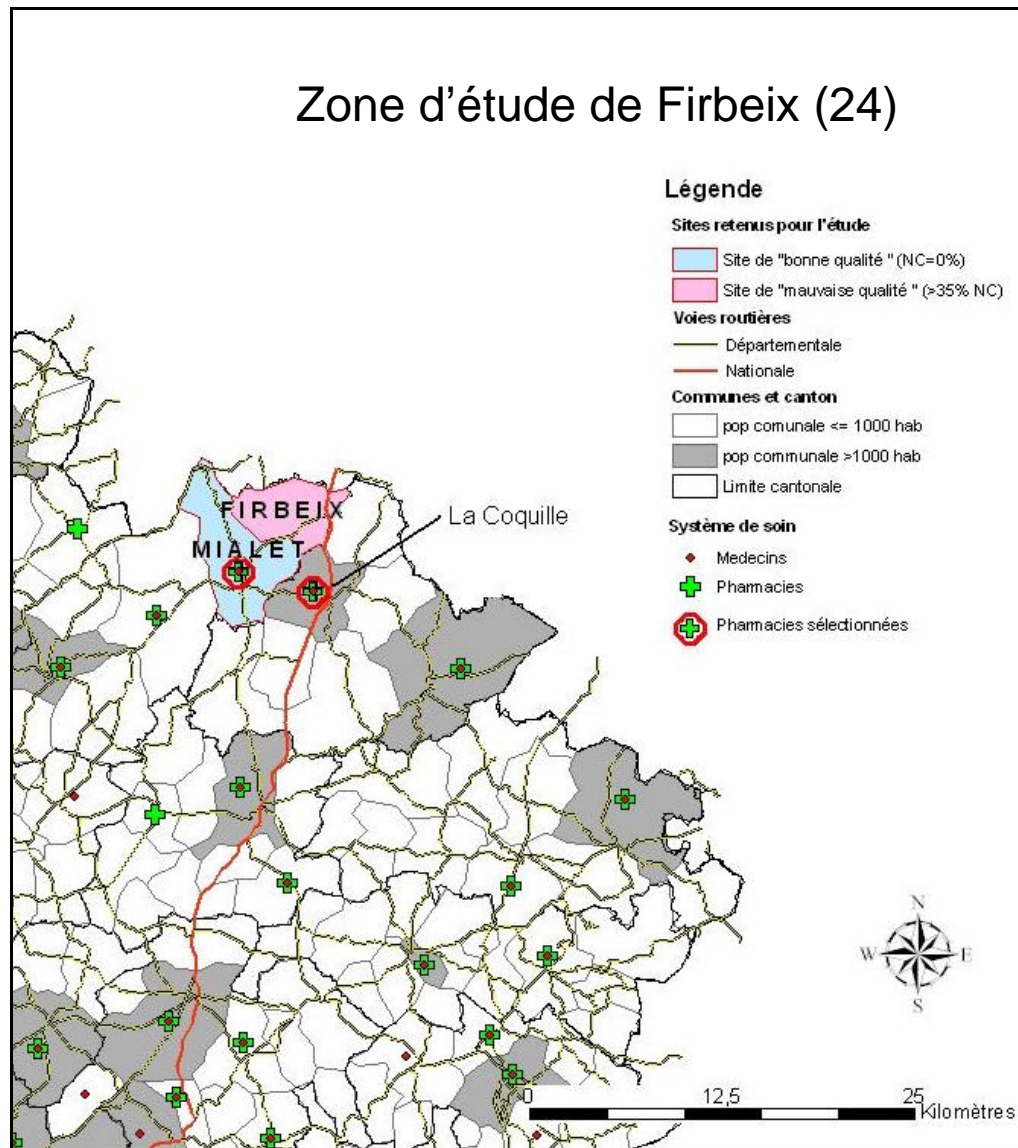 Zone d'étude de Firbeix (24)
Légende
Sites retenus pour l'étude
Site de "bonne qualité " (NC=0%)
Site de "mauvaise qualité " (>35% NC)
Voies routières
Départementale
Nationale
Communes et canton
pop comunale <= 1000 hab
pop communale >1000 hab
Limite cantonale
Système de soin
Medecins
Pharmacies
Pharmacies sélectionnées
FIRBEIX
La Coquille
MIALET
N
W E
S
0 12,5 25
Kilomètres